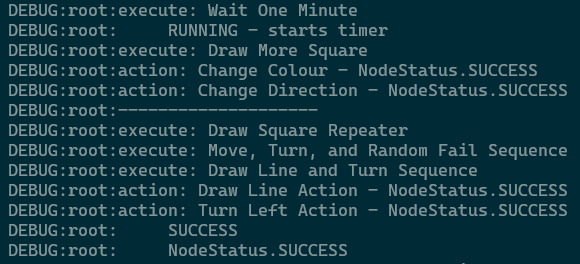 DEBUG:root:execute: Wait One Minute
DEBUG:root:     RUNNING - starts timer
DEBUG:root:execute: Draw More Square
DEBUG:root:action: Change Colour - NodeStatus.SUCCESS
DEBUG:root:action: Change Direction - NodeStatus.SUCCESS
DEBUG:root:--------------------
DEBUG:root:execute: Draw Square Repeater
DEBUG:root:execute: Move, Turn, and Random Fail Sequence
DEBUG:root:execute: Draw Line and Turn Sequence
DEBUG:root:action: Draw Line Action - NodeStatus.SUCCESS
DEBUG:root:action: Turn Left Action - NodeStatus.SUCCESS
DEBUG:root:     SUCCESS
DEBUG:root:     NodeStatus.SUCCESS